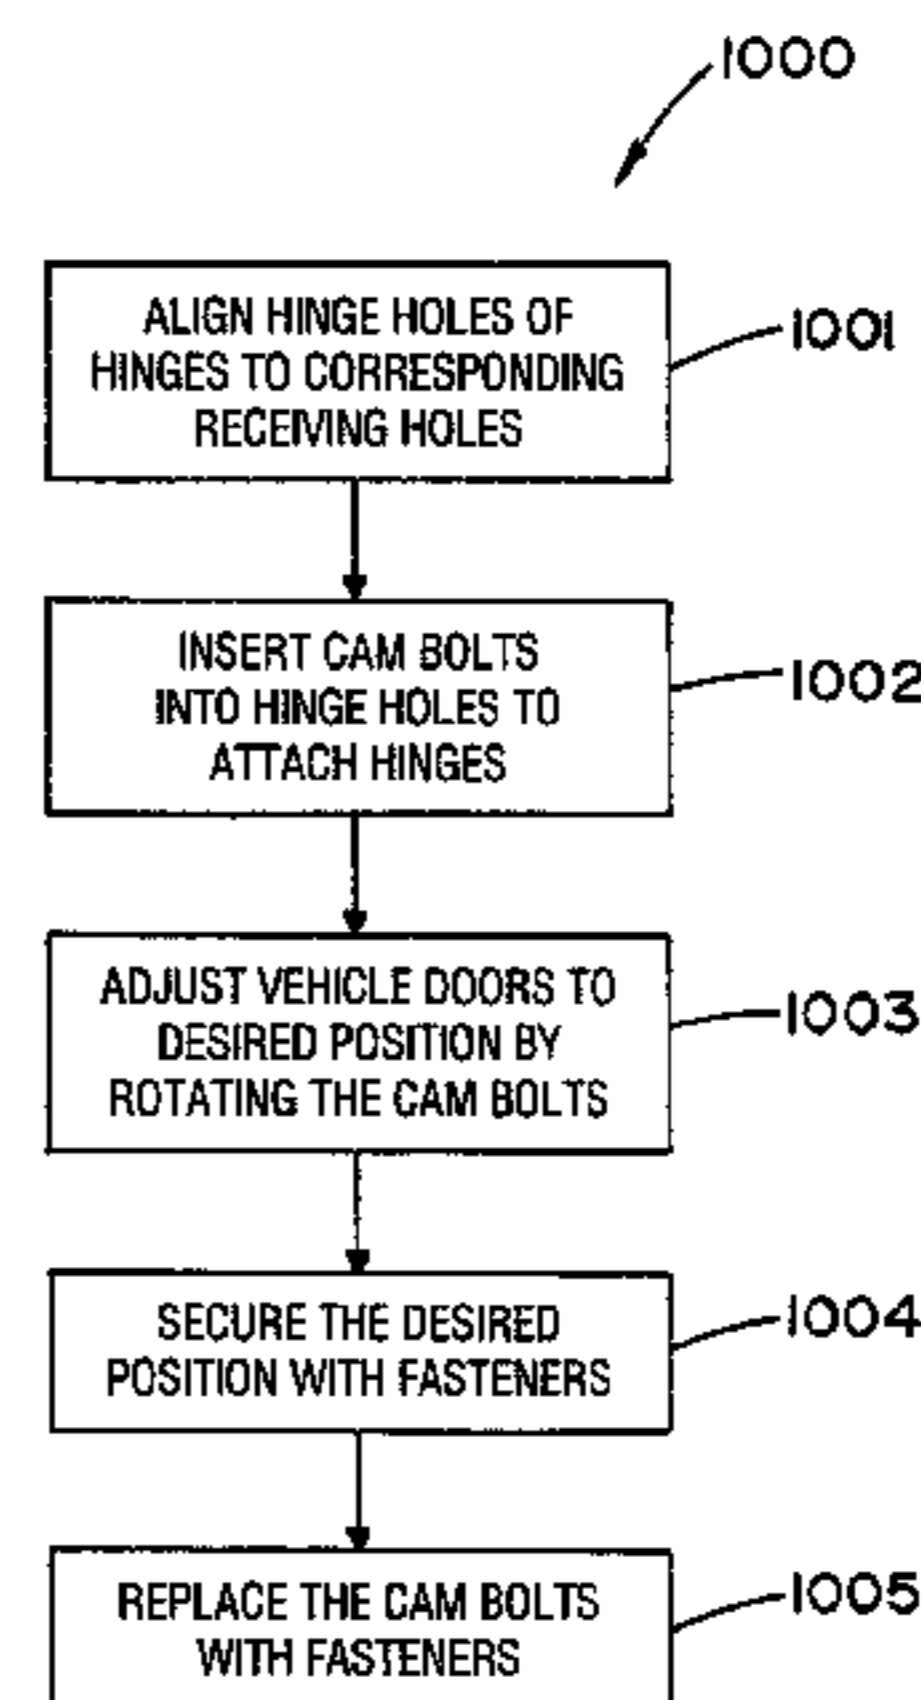 1000
ALIGN HINGE HOLES OF
HINGES TO CORRESPONDING
RECEIVING HOLES
1001
INSERT CAM BOLTS
INTO HINGE HOLES TO
ATTACH HINGES
1002
ADJUST VEHICLE DOORS TO
DESIRED POSITION BY
ROTATING THE CAM BOLTS
1003
SECURE THE DESIRED
POSITION WITH FASTENERS
1004
REPLACE THE CAM BOLTS
WITH FASTENERS
1005